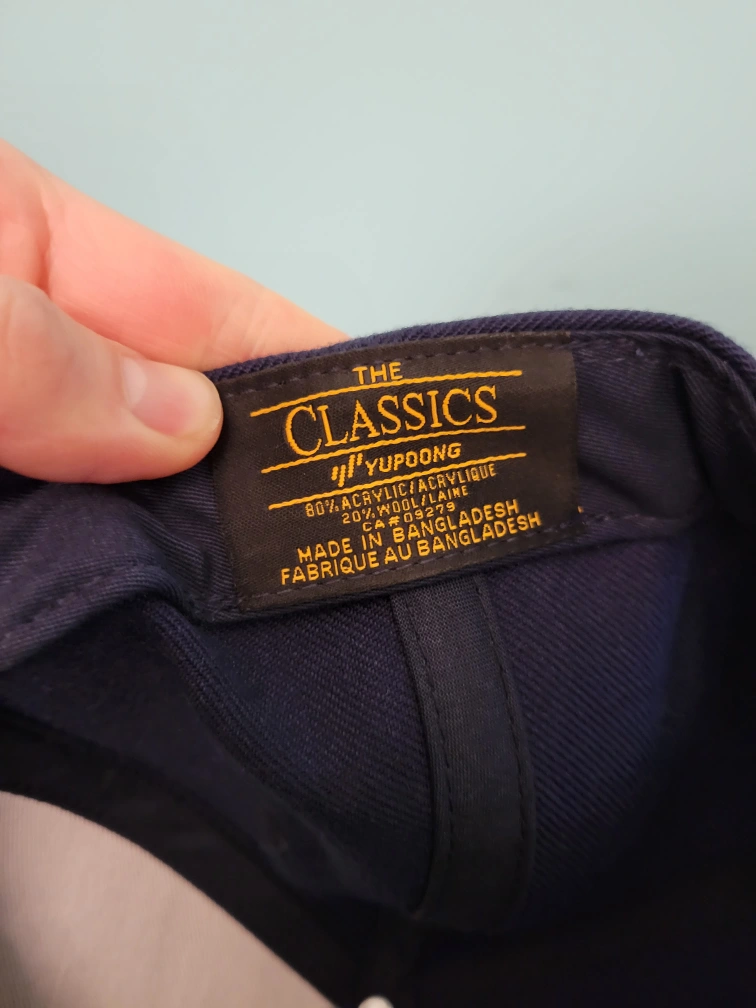 THE
CLASSICS
YUPOONG
80% ACRYLIC/ACRYLIQUE
20% WOOL/LAINE
CA#09279
MADE IN BANGLADESH
FABRIQUE AU BANGLADESH